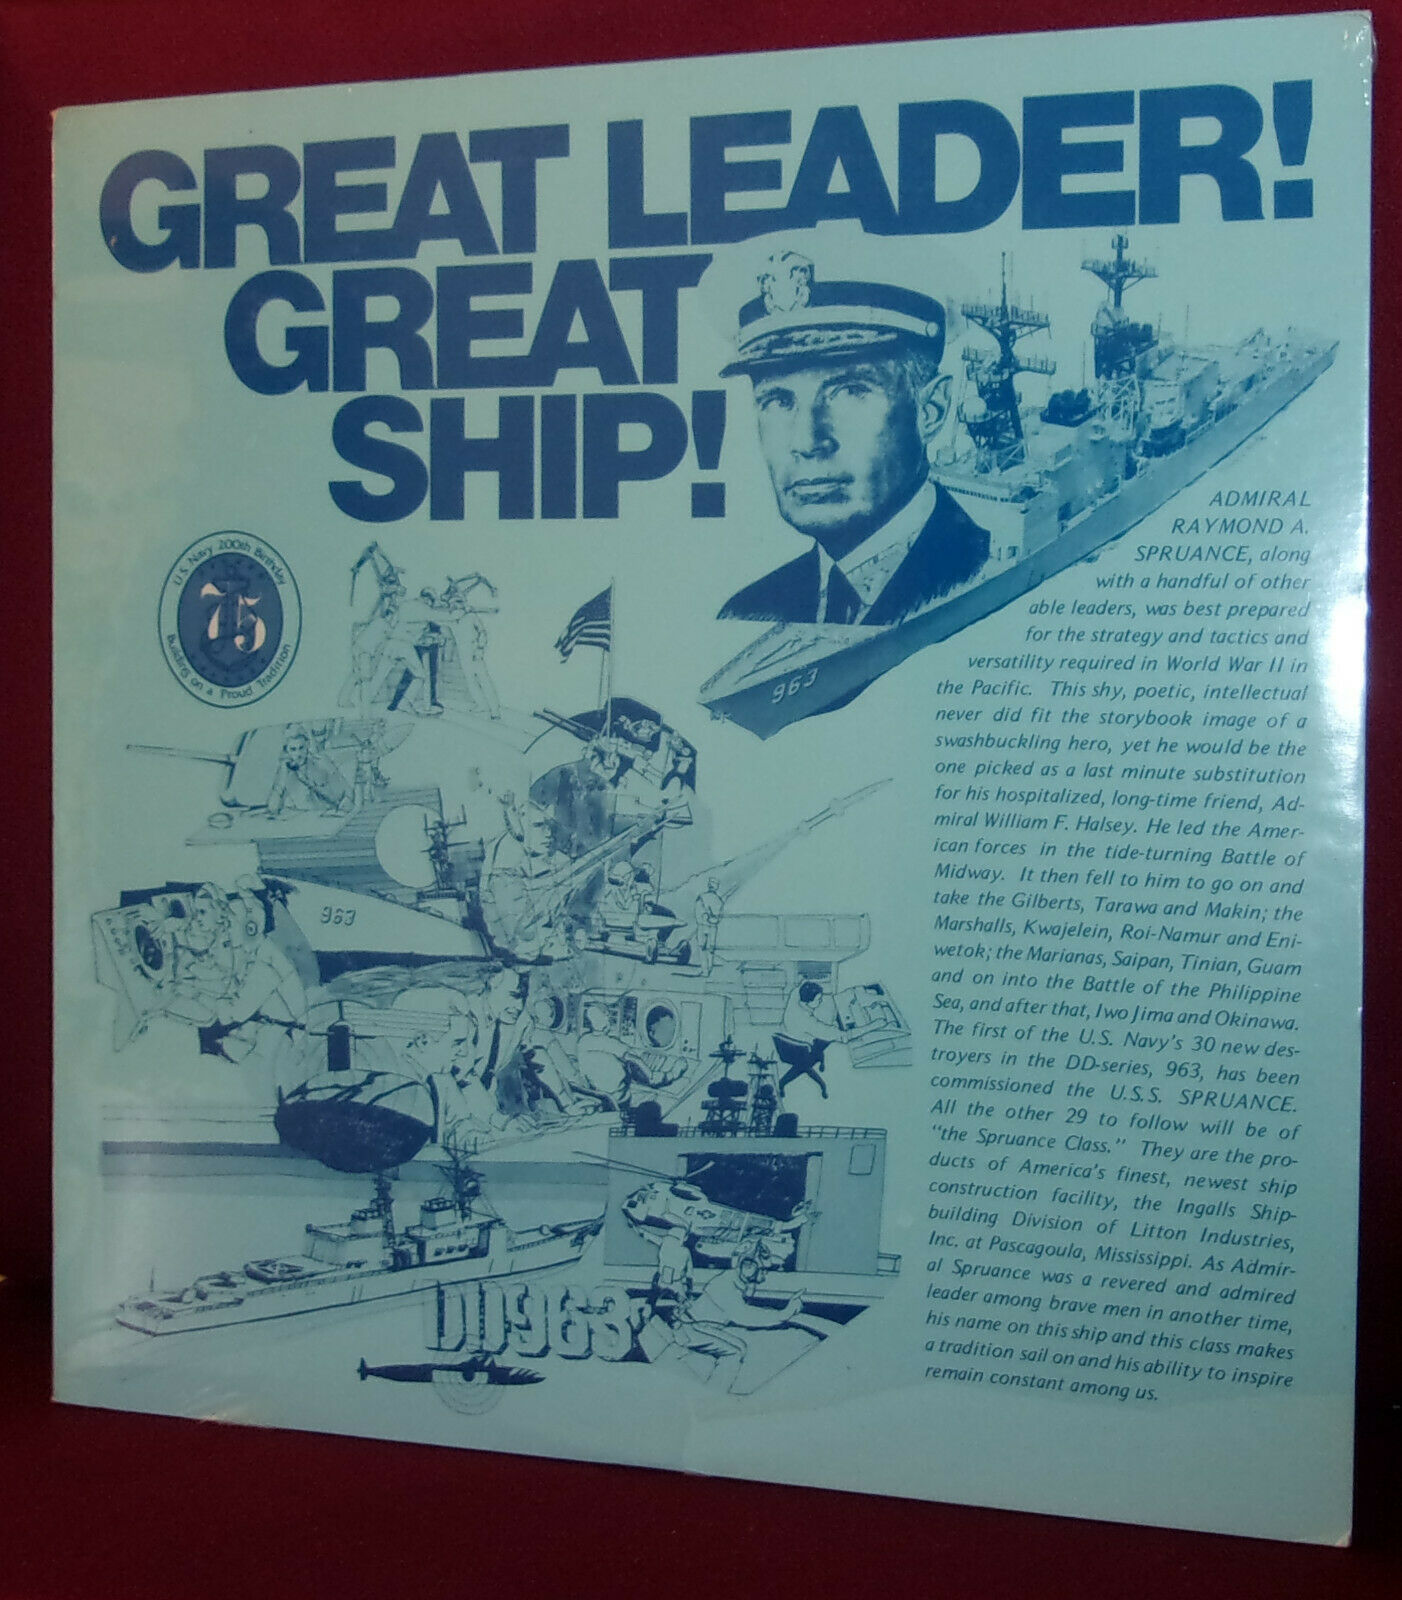 GREAT LEADER!
GREAT
SHIP!
U.S. Navy 200th Birthday
75
Building on a Proud Tradition
963
ADMIRAL
RAYMOND A.
SPRUANCE, along
with a handful of other
able leaders, was best prepared
for the strategy and tactics and
versatility required in World War II in
the Pacific. This shy, poetic, intellectual
never did fit the storybook image of a
swashbuckling hero, yet he would be the
one picked as a last minute substitution
for his hospitalized, long-time friend, Ad-
miral William F. Halsey. He led the Amer-
ican forces in the tide-turning Battle of
Midway. It then fell to him to go on and
take the Gilberts, Tarawa and Makin; the
Marshalls, Kwajelein, Roi-Namur and Eni-
wetok; the Marianas, Saipan, Tinian, Guam
and on into the Battle of the Philippine
Sea, and after that, Iwo Jima and Okinawa.
The first of the U.S. Navy's 30 new des-
troyers in the DD-series, 963, has been
commissioned the U.S.S. SPRUANCE.
All the other 29 to follow will be of
"the Spruance Class." They are the pro-
ducts of America's finest, newest ship
construction facility, the Ingalls Ship-
building Division of Litton Industries,
Inc. at Pascagoula, Mississippi. As Admir-
al Spruance was a revered and admired
leader among brave men in another time,
his name on this ship and this class makes
a tradition sail on and his ability to inspire
remain constant among us.
963
DD963